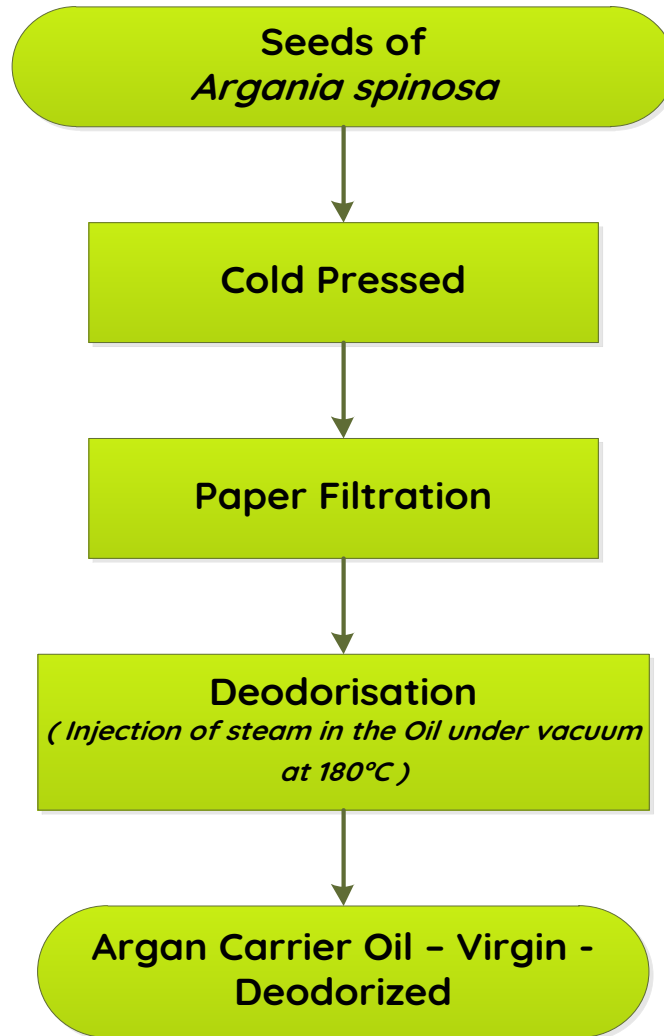 Seeds of
Argania spinosa
Cold Pressed
Paper Filtration
Deodorisation
( Injection of steam in the Oil under vacuum
at 180°C )
Argan Carrier Oil – Virgin -
Deodorized